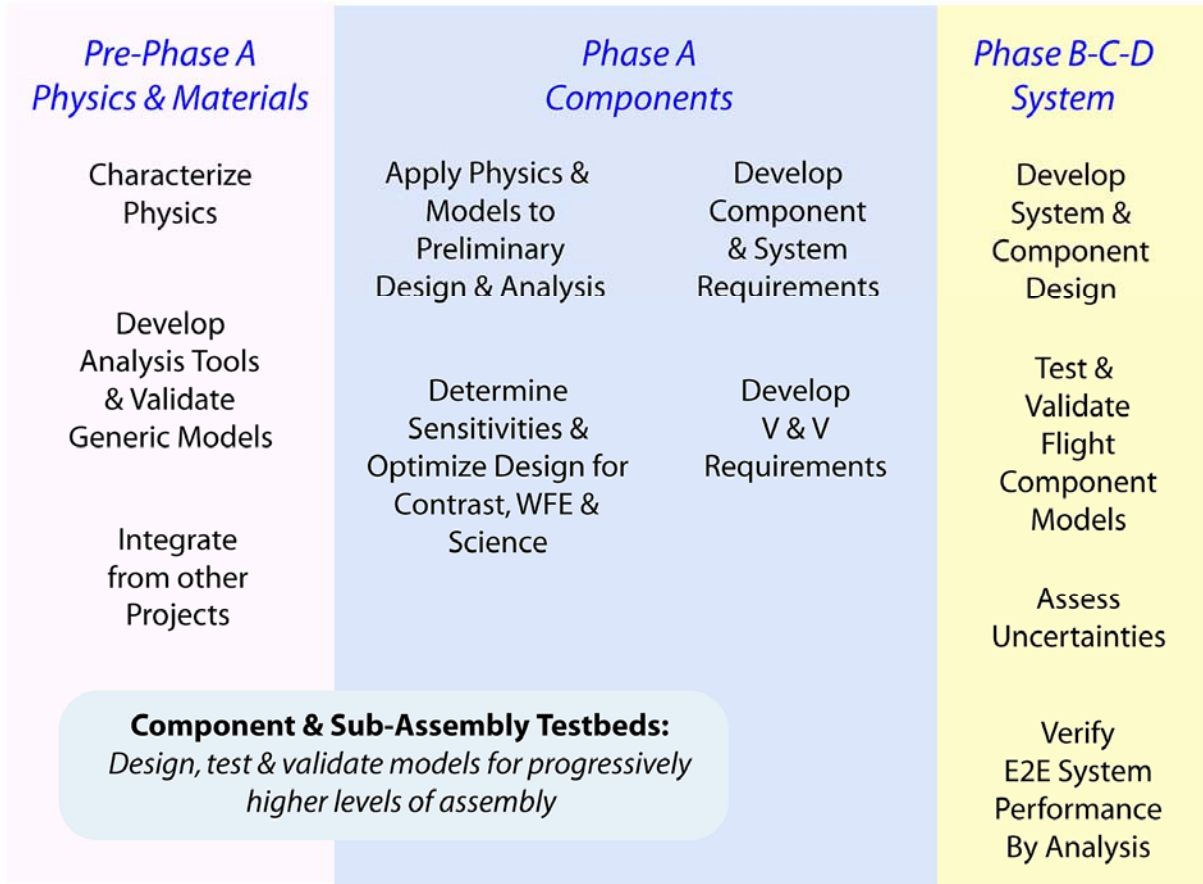 Pre-Phase A
Physics & Materials
Characterize
Physics
Develop
Analysis Tools
& Validate
Generic Models
Integrate
from other
Projects
Phase A
Components
Apply Physics &
Models to
Preliminary
Design & Analysis
Determine
Sensitivities &
Optimize Design for
Contrast, WFE &
Science
Develop
Component
& System
Requirements
Develop
V & V
Requirements
Component & Sub-Assembly Testbeds:
Design, test & validate models for progressively
higher levels of assembly
Phase B-C-D
System
Develop
System &
Component
Design
Test &
Validate
Flight
Component
Models
Assess
Uncertainties
Verify
E2E System
Performance
By Analysis